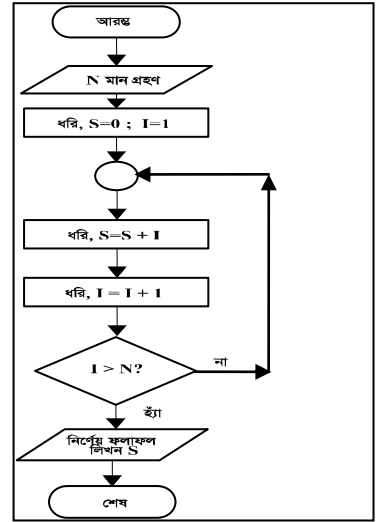 আরম্ভ
N মান গ্রহণ
ধরি, S=0 ; I=1
ধরি, S=S + I
ধরি, I = I + 1
I > N?
না
হ্যাঁ
নির্ণেয় ফলাফল
লিখন S
শেষ